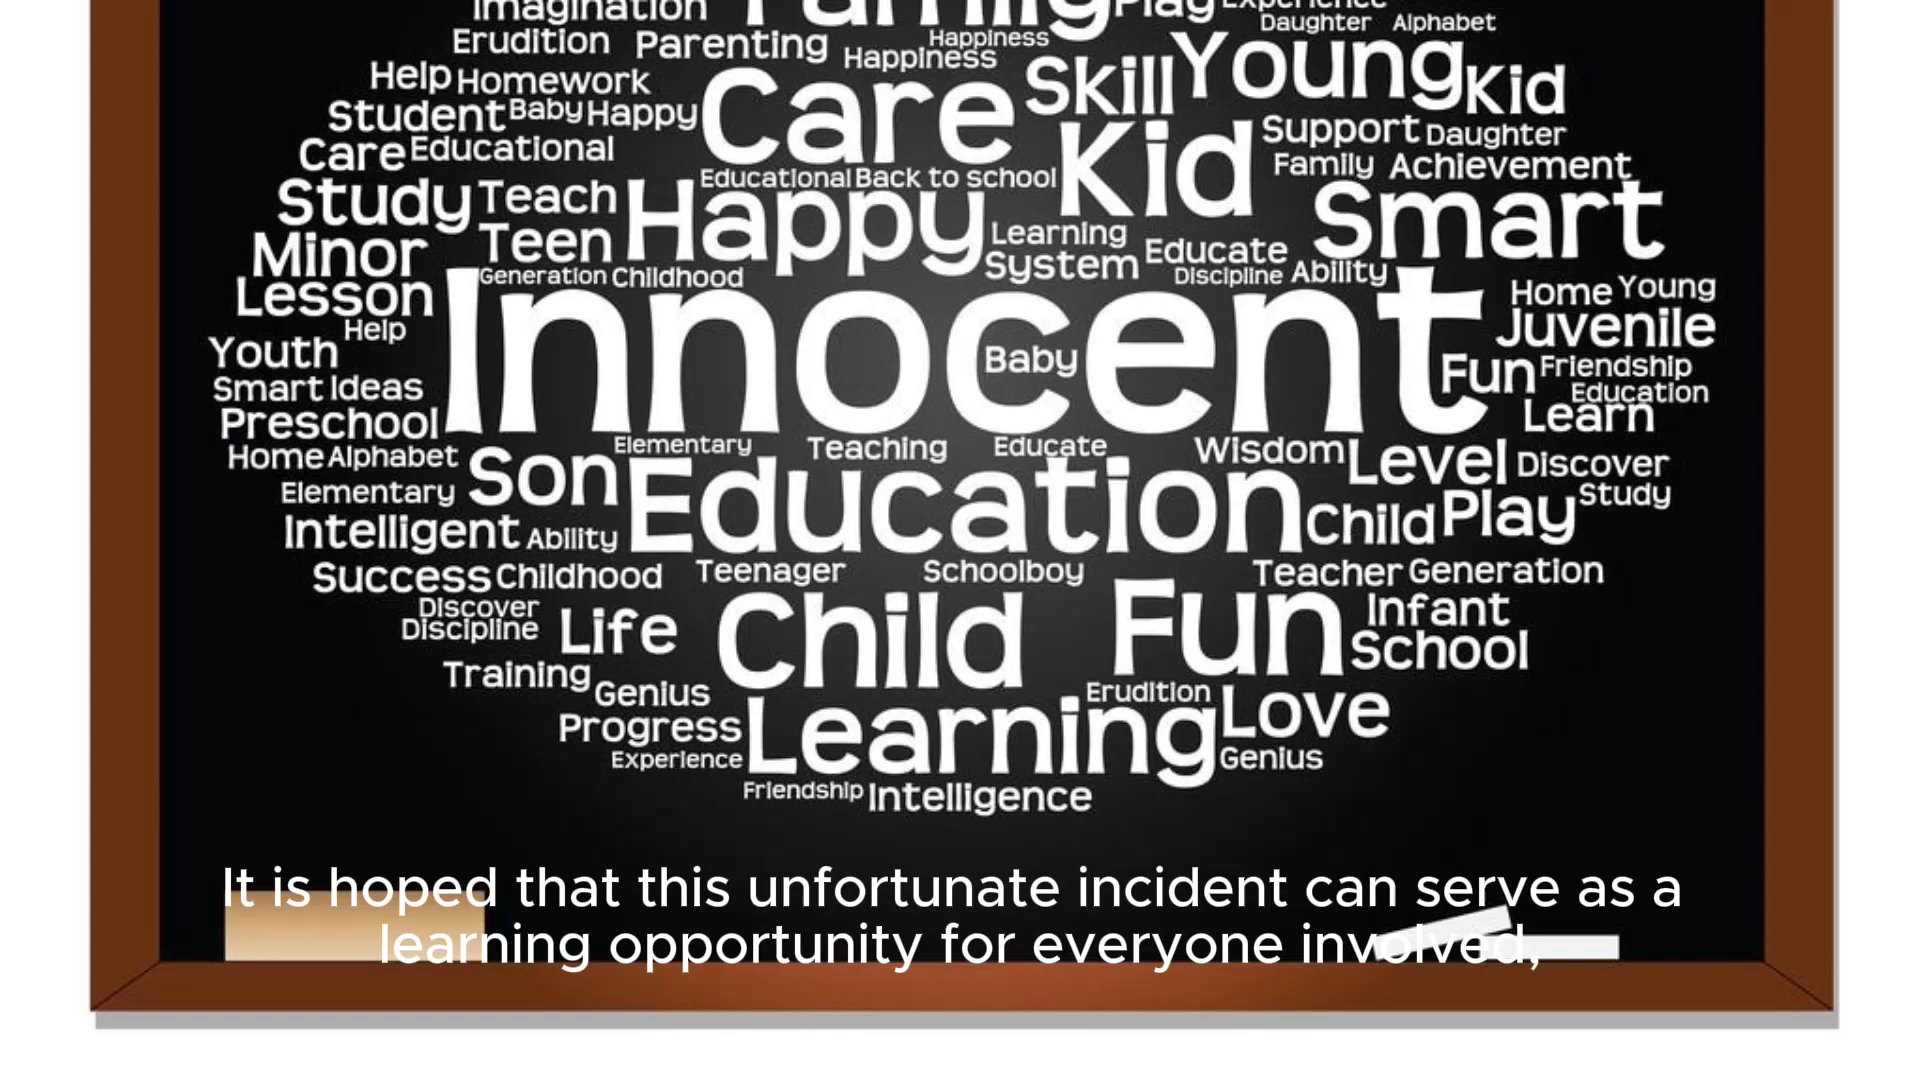 Imagination Family Play Experience
Daughter Alphabet
Erudition Parenting Happiness
Happiness
Help Homework Care Skill Young Kid
Student Baby Happy Support Daughter
Care Educational Kid Family Achievement
Educational Back to school
Study Teach Happy Smart
Minor Teen Learning Educate
System Discipline Ability
Generation Childhood
Lesson Innocent Home Young
Help Juvenile
Youth Baby Fun Friendship
Smart Ideas Education
Preschool Learn
Elementary Teaching Educate Wisdom Level Discover
Home Alphabet Son Education
Elementary Child Play Study
Intelligent Ability
Success Childhood Teenager Schoolboy Teacher Generation
Discover Life Child Fun Infant
Discipline School
Training Genius Erudition Love
Progress Learning
Experience Genius
Friendship Intelligence
It is hoped that this unfortunate incident can serve as a
learning opportunity for everyone involved,